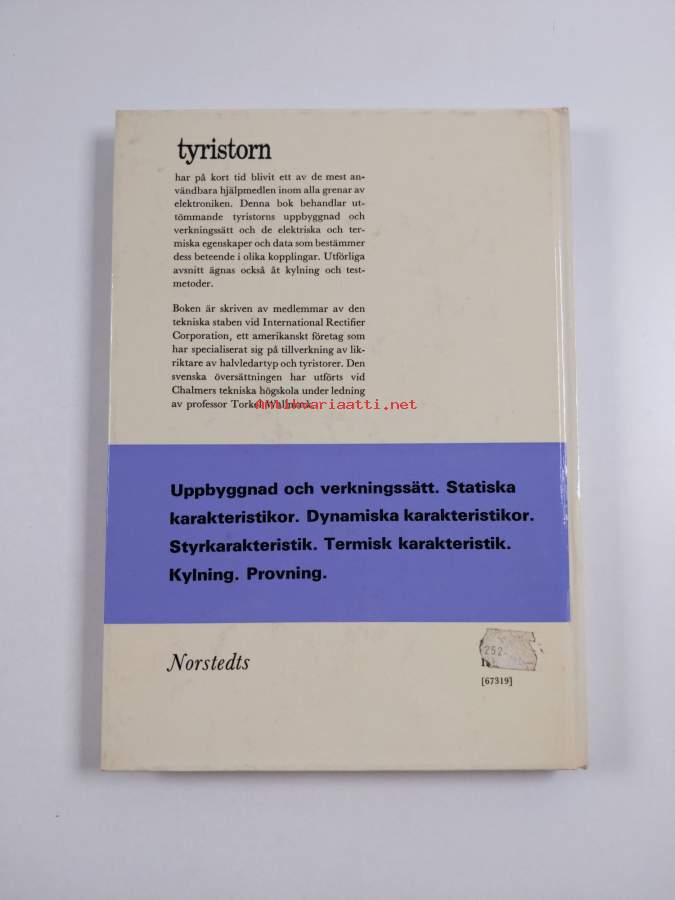 tyristorn
har på kort tid blivit ett av de mest an-
vändbara hjälpmedlen inom alla grenar av
elektroniken. Denna bok behandlar ut-
tömmande tyristorns uppbyggnad och
verkningssätt och de elektriska och ter-
miska egenskaper och data som bestämmer
dess beteende i olika kopplingar. Utförliga
avsnitt ägnas också åt kylning och test-
metoder.
Boken är skriven av medlemmar av den
tekniska staben vid International Rectifier
Corporation, ett amerikanskt företag som
har specialiserat sig på tillverkning av lik-
riktare av halvledartyp och tyristorer. Den
svenska översättningen har utförts vid
Chalmers tekniska högskola under ledning
av professor Torkel Wallmark.
Antikvariaatti.net
Uppbyggnad och verkningssätt. Statiska
karakteristikor. Dynamiska karakteristikor.
Styrkarakteristik. Termisk karakteristik.
Kylning. Provning.
Norstedts
252
[67319]